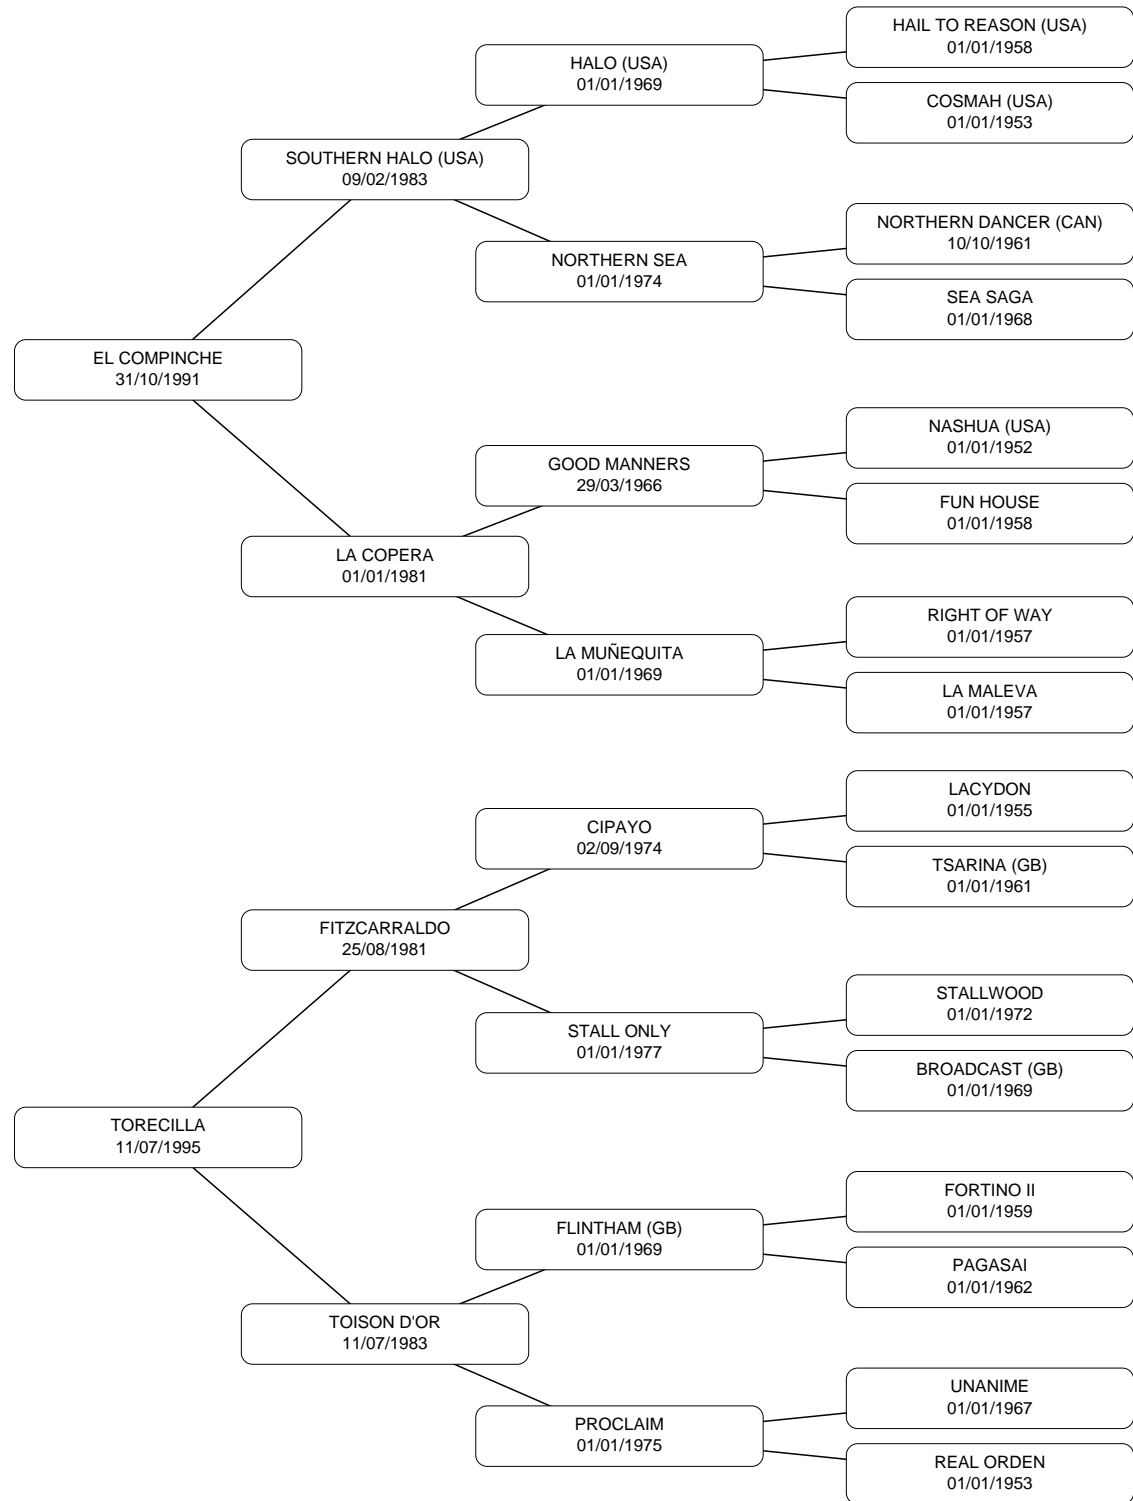 HAIL TO REASON (USA)
01/01/1958
HALO (USA)
01/01/1969
COSMAH (USA)
01/01/1953
SOUTHERN HALO (USA)
09/02/1983
NORTHERN DANCER (CAN)
10/10/1961
NORTHERN SEA
01/01/1974
SEA SAGA
01/01/1968
EL COMPINCHE
31/10/1991
NASHUA (USA)
01/01/1952
GOOD MANNERS
29/03/1966
FUN HOUSE
01/01/1958
LA COPERA
01/01/1981
RIGHT OF WAY
01/01/1957
LA MUÑEQUITA
01/01/1969
LA MALEVA
01/01/1957
LACYDON
01/01/1955
CIPAYO
02/09/1974
TSARINA (GB)
01/01/1961
FITZCARRALDO
25/08/1981
STALLWOOD
01/01/1972
STALL ONLY
01/01/1977
BROADCAST (GB)
01/01/1969
TORECILLA
11/07/1995
FORTINO II
01/01/1959
FLINTHAM (GB)
01/01/1969
PAGASAI
01/01/1962
TOISON D'OR
11/07/1983
UNANIME
01/01/1967
PROCLAIM
01/01/1975
REAL ORDEN
01/01/1953